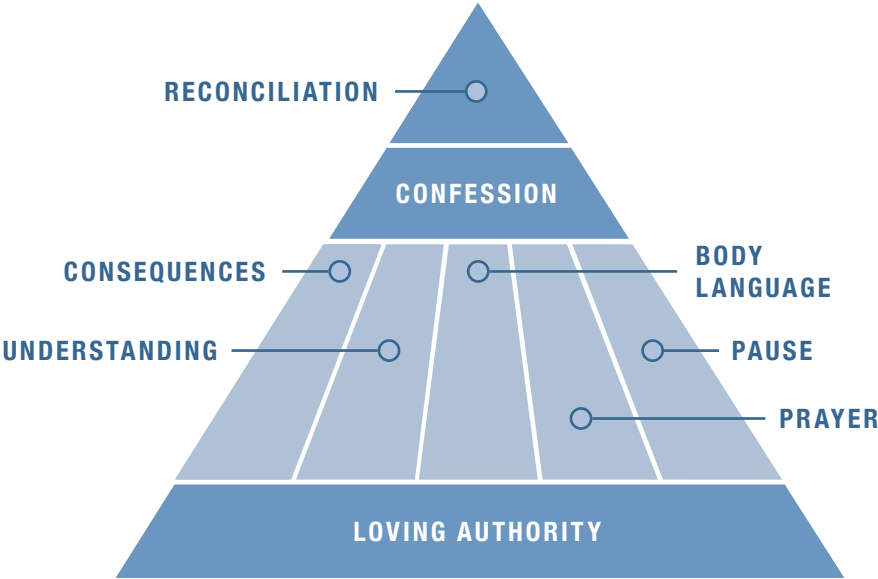 RECONCILIATION
CONFESSION
CONSEQUENCES
BODY
LANGUAGE
UNDERSTANDING
PAUSE
PRAYER
LOVING AUTHORITY